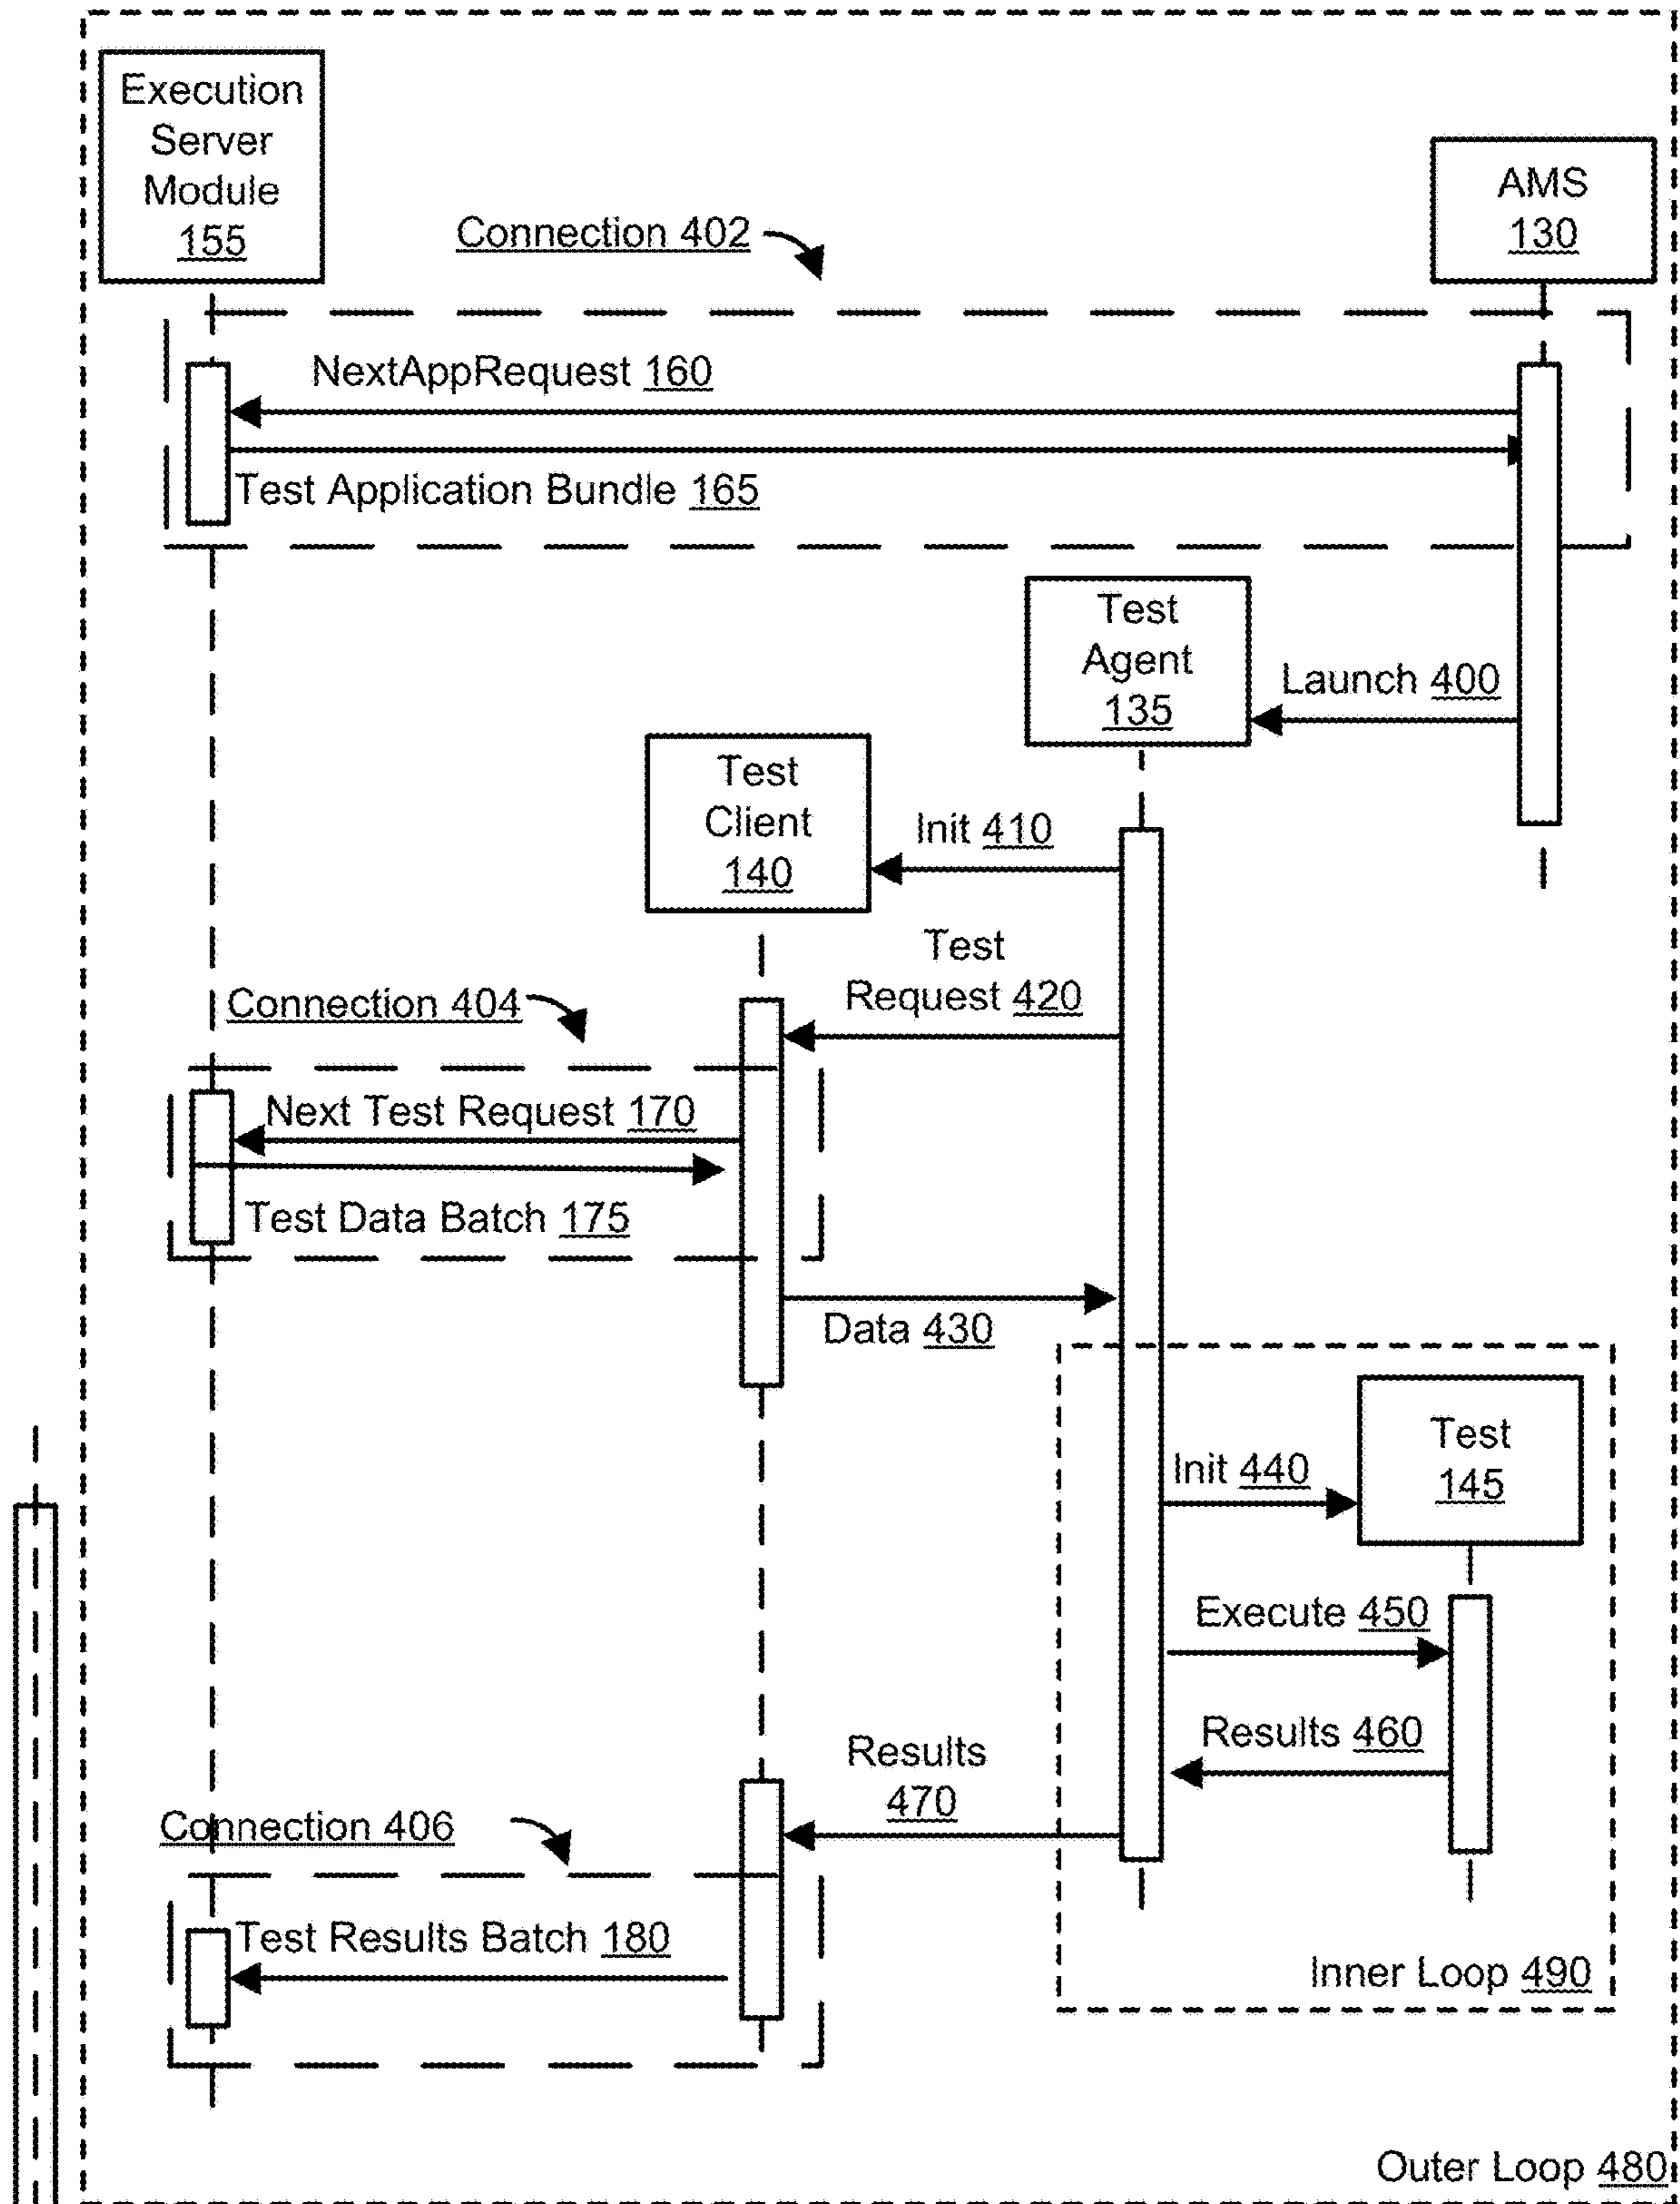 Execution
Server
Module
155
AMS
130
Connection 402
NextAppRequest 160
Test Application Bundle 165
Test
Agent
135
Launch 400
Test
Client
140
Init 410
Test
Request 420
Connection 404
Next Test Request 170
Test Data Batch 175
Data 430
Test
145
Init 440
Execute 450
Results 460
Results
470
Connection 406
Test Results Batch 180
Inner Loop 490
Outer Loop 480